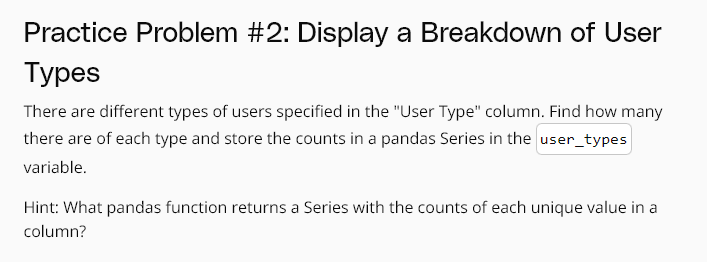 Practice Problem #2: Display a Breakdown of User
Types
There are different types of users specified in the "User Type" column. Find how many
there are of each type and store the counts in a pandas Series in the user_types
variable.
Hint: What pandas function returns a Series with the counts of each unique value in a
column?